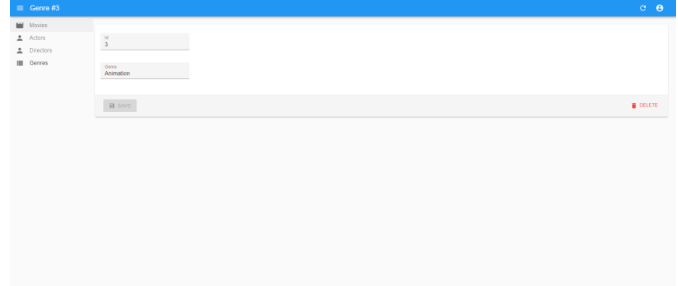 Genre #3
Movies
Actors
Directors
Genres
Id
3
Genre
Animation
SAVE
DELETE